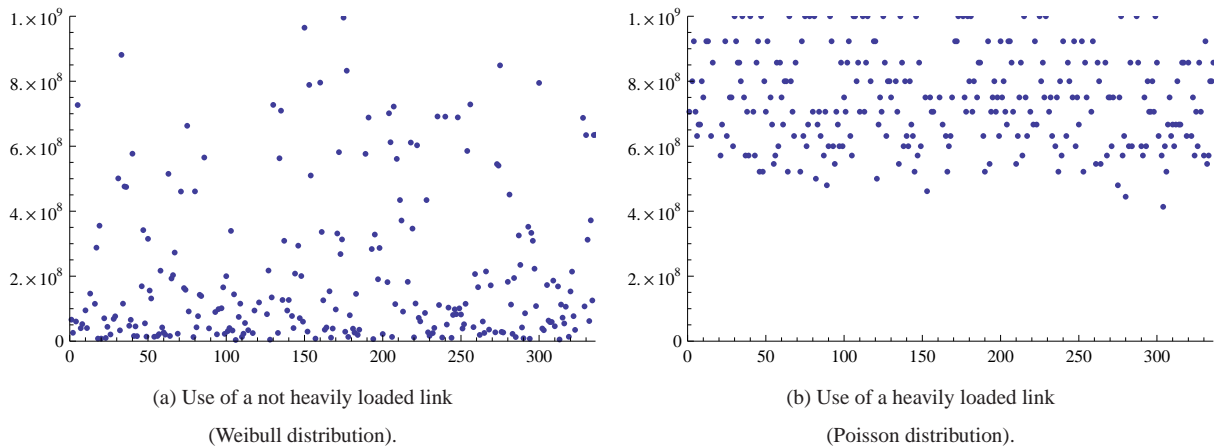 1.×10⁹
8.×10⁸
6.×10⁸
4.×10⁸
2.×10⁸
0
0 50 100 150 200 250 300
(a) Use of a not heavily loaded link
(Weibull distribution).
1.×10⁹
8.×10⁸
6.×10⁸
4.×10⁸
2.×10⁸
0
0 50 100 150 200 250 300
(b) Use of a heavily loaded link
(Poisson distribution).